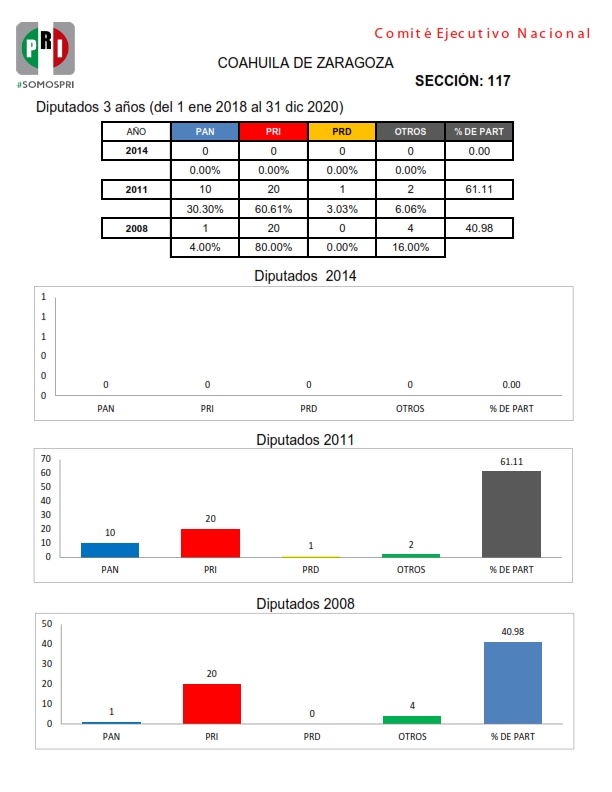 Comité Ejecutivo Nacional
PRI
#SOMOSPRI
COAHUILA DE ZARAGOZA
SECCIÓN: 117
Diputados 3 años (del 1 ene 2018 al 31 dic 2020)
AÑO PAN PRI PRD OTROS % DE PART
2014 0 0 0 0 0.00
0.00% 0.00% 0.00% 0.00%
2011 10 20 1 2 61.11
30.30% 60.61% 3.03% 6.06%
2008 1 20 0 4 40.98
4.00% 80.00% 0.00% 16.00%
Diputados 2014
1
1
1
0
0
0
0 0 0 0 0.00
PAN PRI PRD OTROS % DE PART
Diputados 2011
70
60
50
40
30
20
10
0
10 20 1 2 61.11
PAN PRI PRD OTROS % DE PART
Diputados 2008
50
40
30
20
10
0
1 20 0 4 40.98
PAN PRI PRD OTROS % DE PART